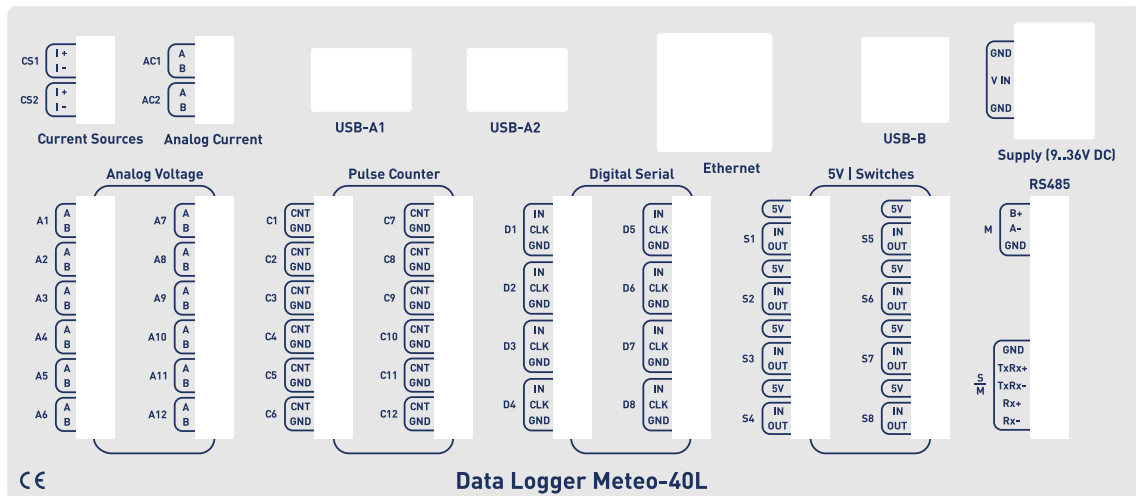 CS1 I + I -
CS2 I + I -
Current Sources
AC1 A B
AC2 A B
Analog Current
USB-A1
USB-A2
Ethernet
USB-B
GND
V IN
GND
Supply (9..36V DC)
Analog Voltage
A1 A B
A2 A B
A3 A B
A4 A B
A5 A B
A6 A B
A7 A B
A8 A B
A9 A B
A10 A B
A11 A B
A12 A B
Pulse Counter
C1 CNT GND
C2 CNT GND
C3 CNT GND
C4 CNT GND
C5 CNT GND
C6 CNT GND
C7 CNT GND
C8 CNT GND
C9 CNT GND
C10 CNT GND
C11 CNT GND
C12 CNT GND
Digital Serial
D1 IN CLK GND
D2 IN CLK GND
D3 IN CLK GND
D4 IN CLK GND
D5 IN CLK GND
D6 IN CLK GND
D7 IN CLK GND
D8 IN CLK GND
5V | Switches
5V
S1 IN OUT
5V
S2 IN OUT
5V
S3 IN OUT
5V
S4 IN OUT
5V
S5 IN OUT
5V
S6 IN OUT
5V
S7 IN OUT
5V
S8 IN OUT
RS485
M B+ A- GND
S/M GND TxRx+ TxRx- Rx+ Rx-
CE
Data Logger Meteo-40L